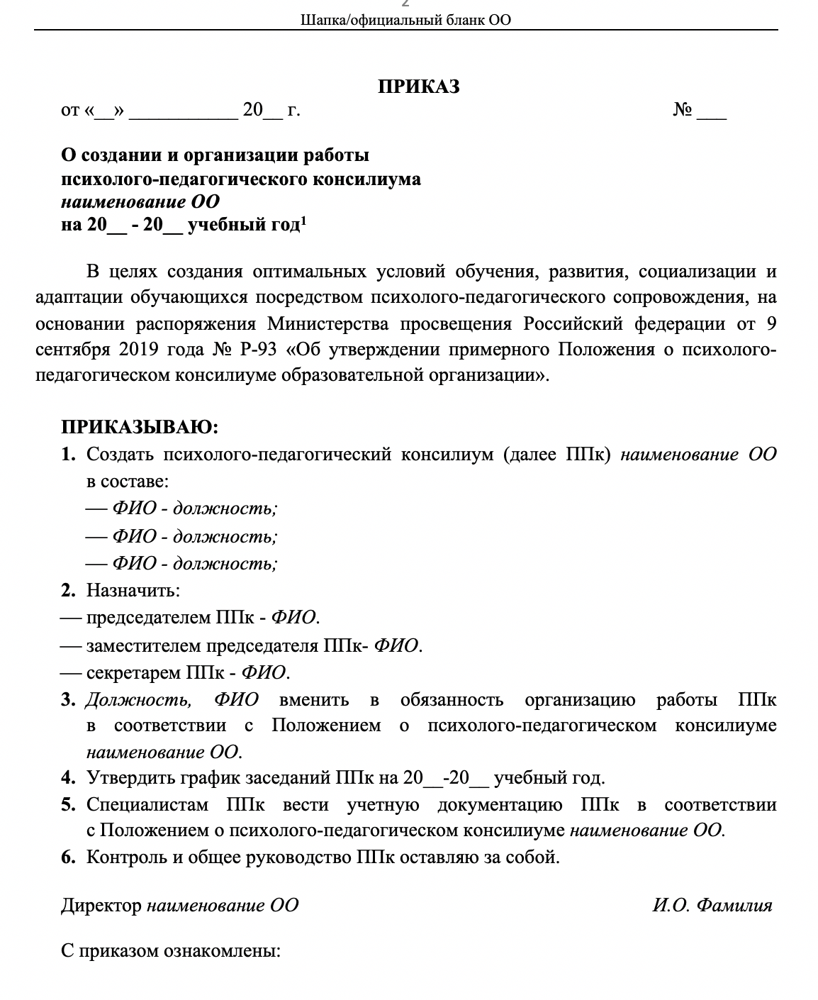 2
Шапка/официальный бланк ОО
ПРИКАЗ
от «__» ___________ 20__ г. № ___
О создании и организации работы
психолого-педагогического консилиума
наименование ОО
на 20__ - 20__ учебный год¹
В целях создания оптимальных условий обучения, развития, социализации и
адаптации обучающихся посредством психолого-педагогического сопровождения, на
основании распоряжения Министерства просвещения Российский федерации от 9
сентября 2019 года № Р-93 «Об утверждении примерного Положения о психолого-
педагогическом консилиуме образовательной организации».
ПРИКАЗЫВАЮ:
1. Создать психолого-педагогический консилиум (далее ППк) наименование ОО
в составе:
— ФИО - должность;
— ФИО - должность;
— ФИО - должность;
2. Назначить:
— председателем ППк - ФИО.
— заместителем председателя ППк- ФИО.
— секретарем ППк - ФИО.
3. Должность, ФИО вменить в обязанность организацию работы ППк
в соответствии с Положением о психолого-педагогическом консилиуме
наименование ОО.
4. Утвердить график заседаний ППк на 20__-20__ учебный год.
5. Специалистам ППк вести учетную документацию ППк в соответствии
с Положением о психолого-педагогическом консилиуме наименование ОО.
6. Контроль и общее руководство ППк оставляю за собой.
Директор наименование ОО И.О. Фамилия
С приказом ознакомлены: